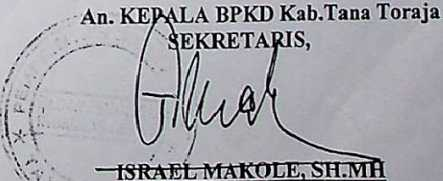 An. KEPALA BPKD Kab.Tana Toraja
SEKRETARIS,
ISRAEL MAKOLE, SH.MH